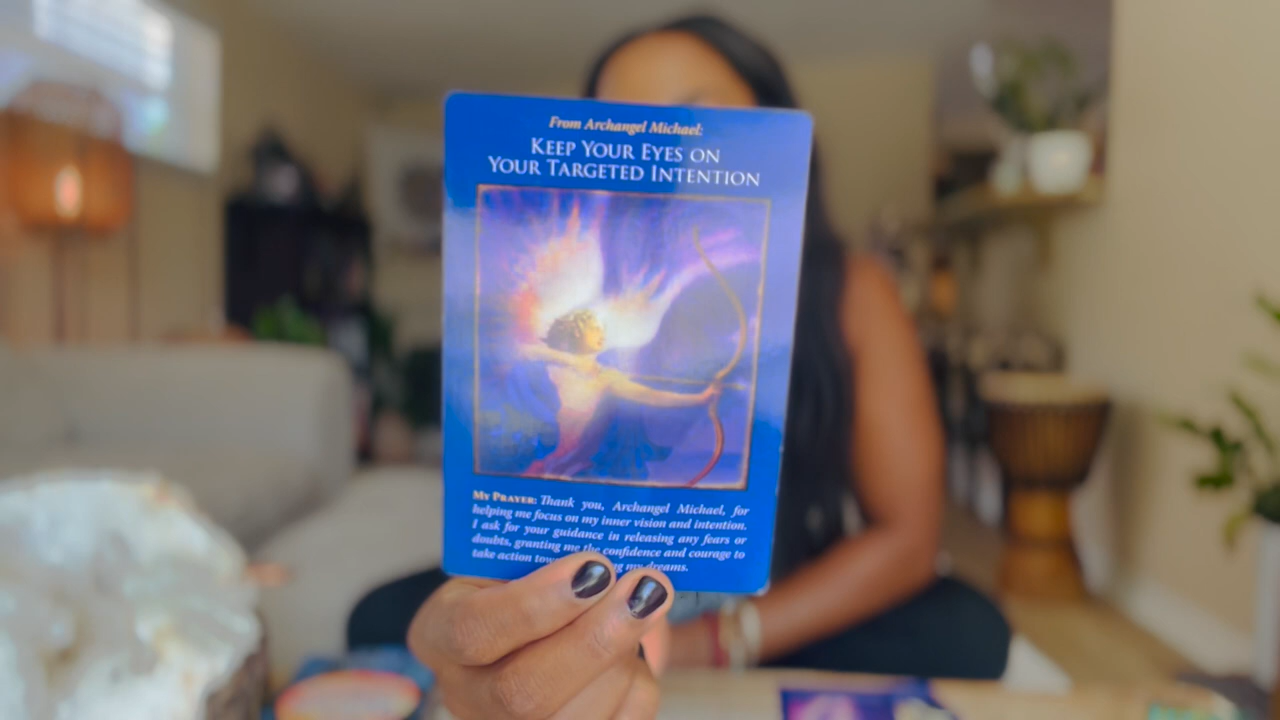 From Archangel Michael:
Keep Your Eyes on
Your Targeted Intention
My Prayer: Thank you, Archangel Michael, for
helping me focus on my inner vision and intention.
I ask for your guidance in releasing any fears or
doubts, granting me the confidence and courage to
take action my dreams.